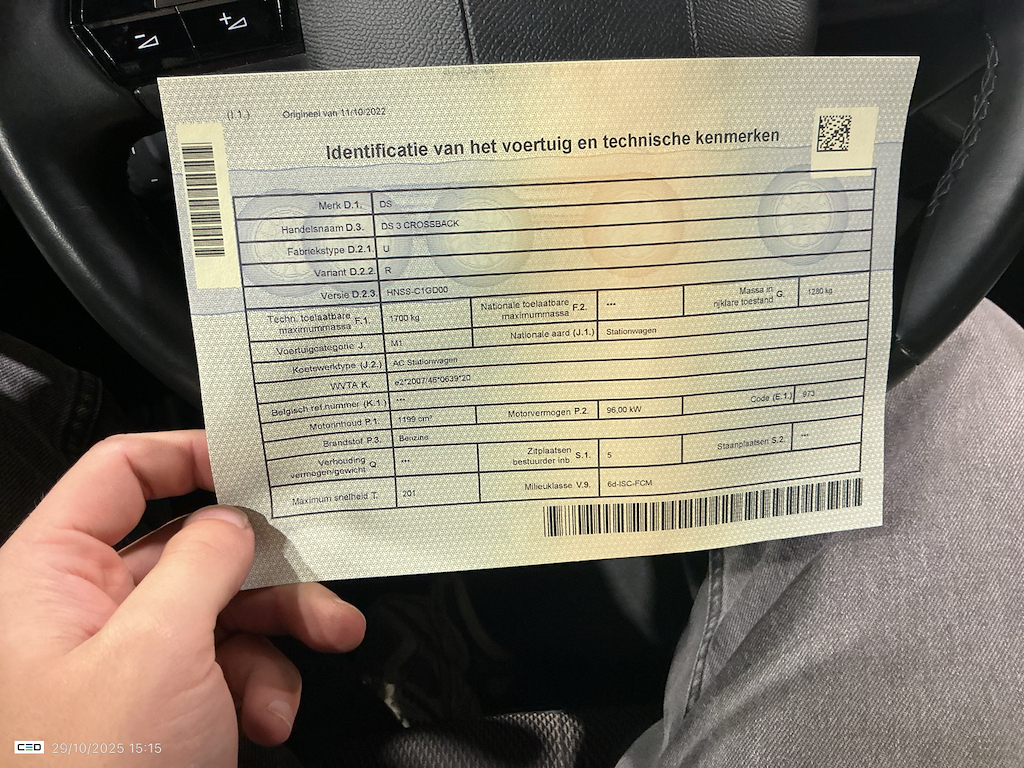 (I.1.) Origineel van 11/10/2022
Identificatie van het voertuig en technische kenmerken
Merk D.1. DS
Handelsnaam D.3. DS 3 CROSSBACK
Fabriekstype D.2.1. U
Variant D.2.2. R
Versie D.2.3. HNSS-C1GD00
Techn. toelaatbare maximummassa F.1. 1700 kg Nationale toelaatbare maximummassa F.2. *** Massa in rijklare toestand G. 1280 kg
Voertuigcategorie J. M1 Nationale aard (J.1.) Stationwagen
Koetswerktype (J.2.) AC Stationwagen
WVTA K. e2*2007/46*0639*20
Belgisch ref.nummer (K.1.) ***
Motorinhoud P.1. 1199 cm³ Motorvermogen P.2. 96,00 kW Code (E.1.) 973
Brandstof P.3. Benzine
Verhouding vermogen/gewicht Q. *** Zitplaatsen bestuurder inb. S.1. 5 Staanplaatsen S.2. ***
Maximum snelheid T. 201 Milieuklasse V.9. 6d-ISC-FCM
CEO 29/10/2025 15:15